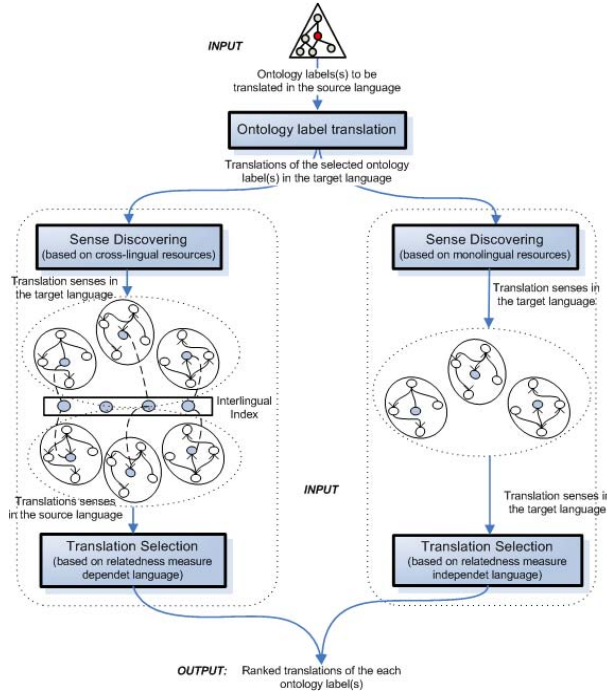 INPUT
Ontology labels(s) to be
translated in the source language
Ontology label translation
Translations of the selected ontology
label(s) in the target language
Sense Discovering
(based on cross-lingual resources)
Translation senses in
the target language
Interlingual
Index
Translations senses
in the source language
Translation Selection
(based on relatedness measure
dependet language)
Sense Discovering
(based on monolingual resources)
Translation senses in
the target language
INPUT
Translation senses in
the target language
Translation Selection
(based on relatedness measure
independet language)
OUTPUT: Ranked translations of the each
ontology label(s)